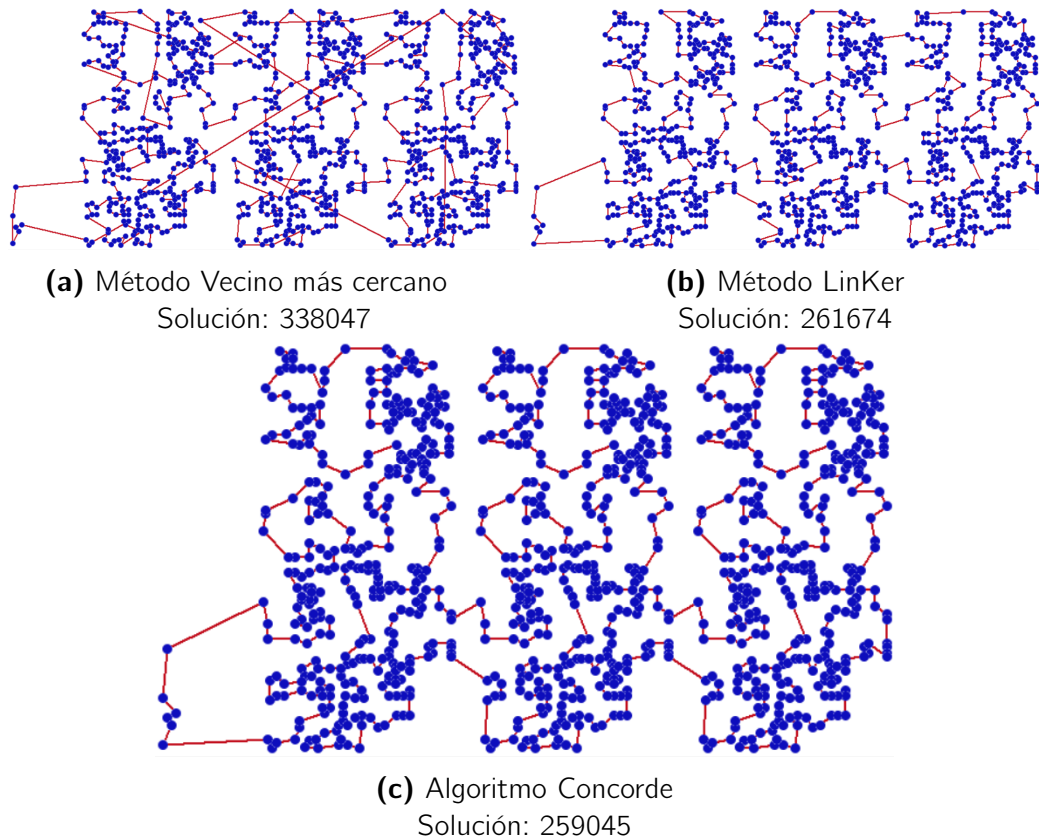 (a) Método Vecino más cercano
Solución: 338047
(b) Método LinKer
Solución: 261674
(c) Algoritmo Concorde
Solución: 259045